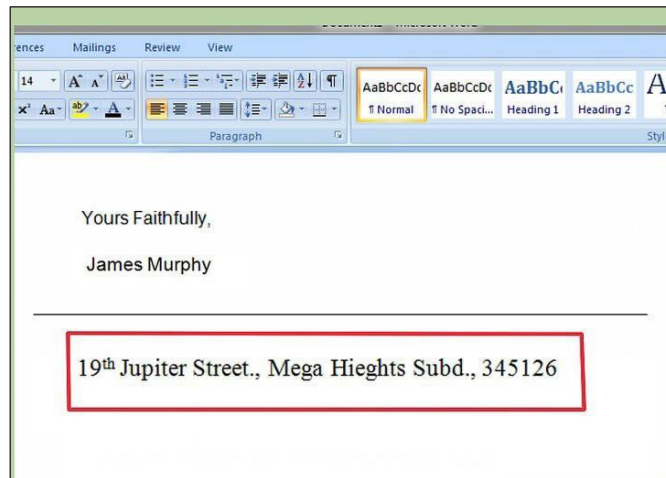 Mailings Review View
14 A A
x² Aa A
Paragraph
AaBbCcDc AaBbCcDc AaBbC AaBbCc A
¶ Normal ¶ No Spaci... Heading 1 Heading 2
Yours Faithfully,
James Murphy
19th Jupiter Street., Mega Hieghts Subd., 345126